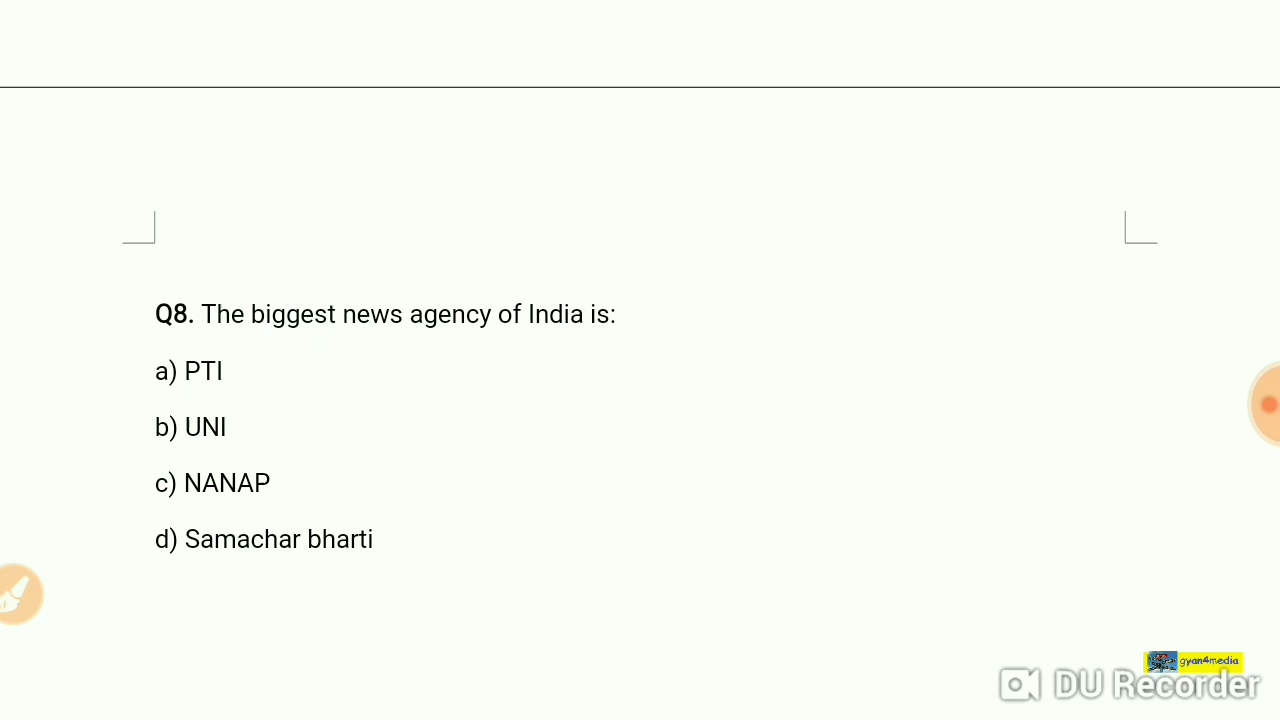 Q8. The biggest news agency of India is:
a) PTI
b) UNI
c) NANAP
d) Samachar bharti
gyan4media
DU Recorder